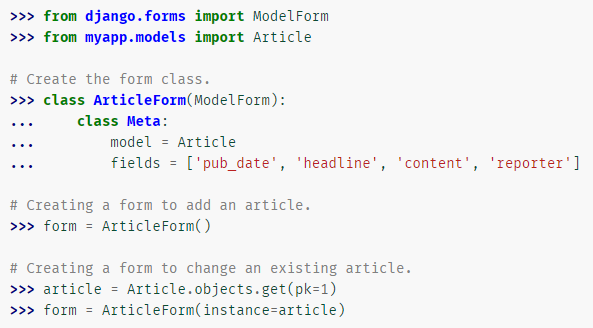 >>> from django.forms import ModelForm
>>> from myapp.models import Article

# Create the form class.
>>> class ArticleForm(ModelForm):
...     class Meta:
...         model = Article
...         fields = ['pub_date', 'headline', 'content', 'reporter']

# Creating a form to add an article.
>>> form = ArticleForm()

# Creating a form to change an existing article.
>>> article = Article.objects.get(pk=1)
>>> form = ArticleForm(instance=article)